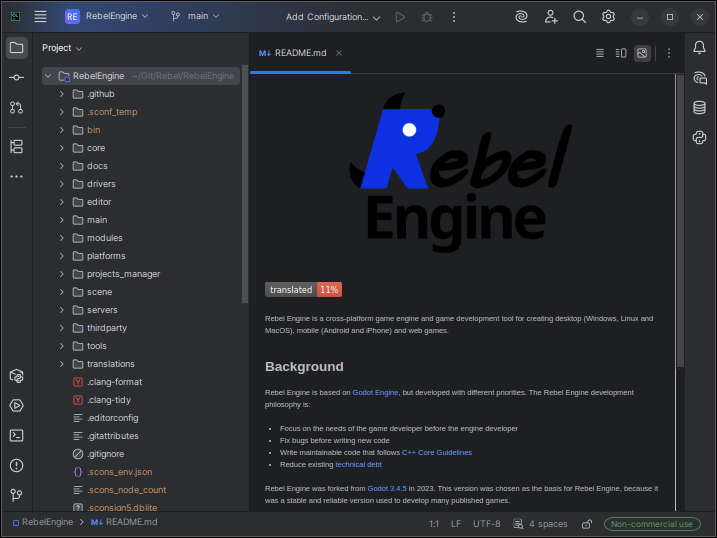 RE RebelEngine main Add Configuration...
Project
README.md
RebelEngine ~/Git/Rebel/RebelEngine
.github
.sconf_temp
bin
core
docs
drivers
editor
main
modules
platforms
projects_manager
scene
servers
thirdparty
tools
translations
.clang-format
.clang-tidy
.editorconfig
.gitattributes
.gitignore
.scons_env.json
.scons_node_count
.sconsign5.dblite
Rebel
Engine
translated 11%
Rebel Engine is a cross-platform game engine and game development tool for creating desktop (Windows, Linux and
MacOS), mobile (Android and iPhone) and web games.
Background
Rebel Engine is based on Godot Engine, but developed with different priorities. The Rebel Engine development
philosophy is:
Focus on the needs of the game developer before the engine developer
Fix bugs before writing new code
Write maintainable code that follows C++ Core Guidelines
Reduce existing technical debt
Rebel Engine was forked from Godot 3.4.5 in 2023. This version was chosen as the basis for Rebel Engine, because it
was a stable and reliable version used to develop many published games.
RebelEngine > README.md 1:1 LF UTF-8 4 spaces Non-commercial use